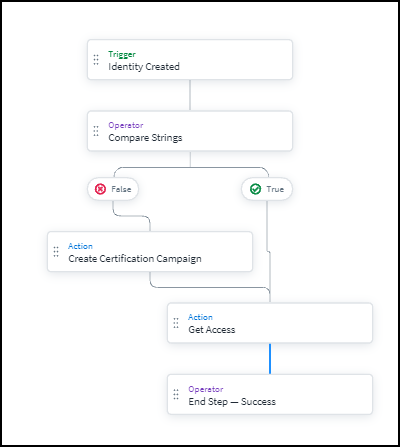 Trigger
Identity Created
Operator
Compare Strings
False
True
Action
Create Certification Campaign
Action
Get Access
Operator
End Step — Success